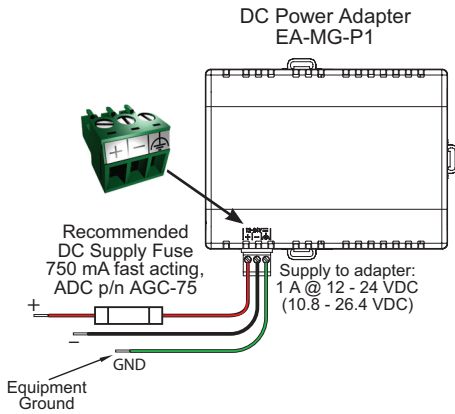 DC Power Adapter
EA-MG-P1
+ −
Recommended
DC Supply Fuse
750 mA fast acting,
ADC p/n AGC-75
+ −
Supply to adapter:
1 A @ 12 - 24 VDC
(10.8 - 26.4 VDC)
+
−
GND
Equipment
Ground